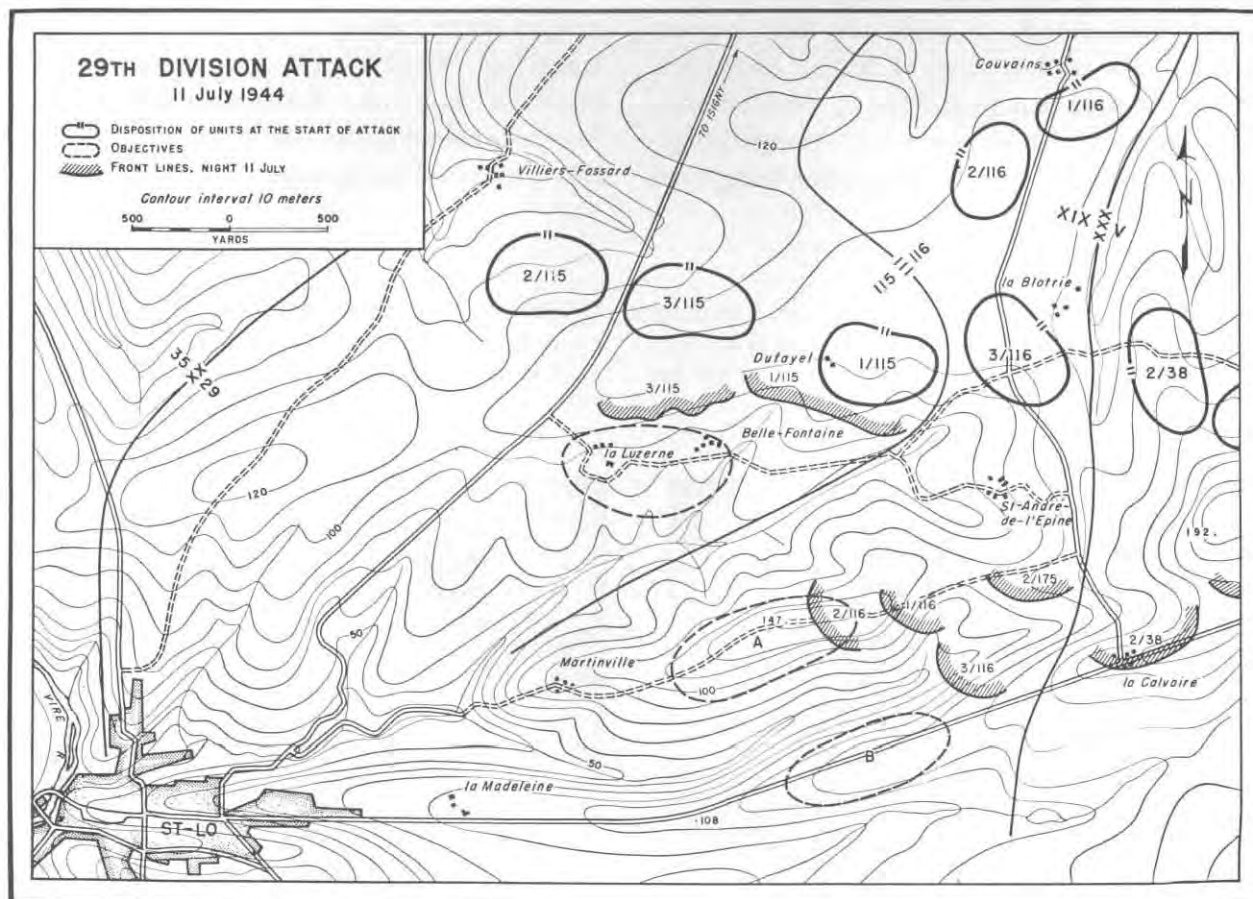 29TH DIVISION ATTACK
11 July 1944
DISPOSITION OF UNITS AT THE START OF ATTACK
OBJECTIVES
FRONT LINES, NIGHT 11 JULY
Contour interval 10 meters
500 0 500
YARDS
TO ISIGNY
Couvains
1/116
120
Villiers-Fossard
2/116
N
XIX XXX V
115 III 116
2/115
3/115
la Blotrie
35 XX 29
Dufayel
1/115
3/116
2/38
3/115
1/115
Belle-Fontaine
la Luzerne
120
100
St-Andre-
de-l'Epine
192
2/175
50
147
2/116
1/116
A
2/38
Martinville
3/116
100
la Calvaire
VIRE
R
50
B
la Madeleine
108
ST-LO